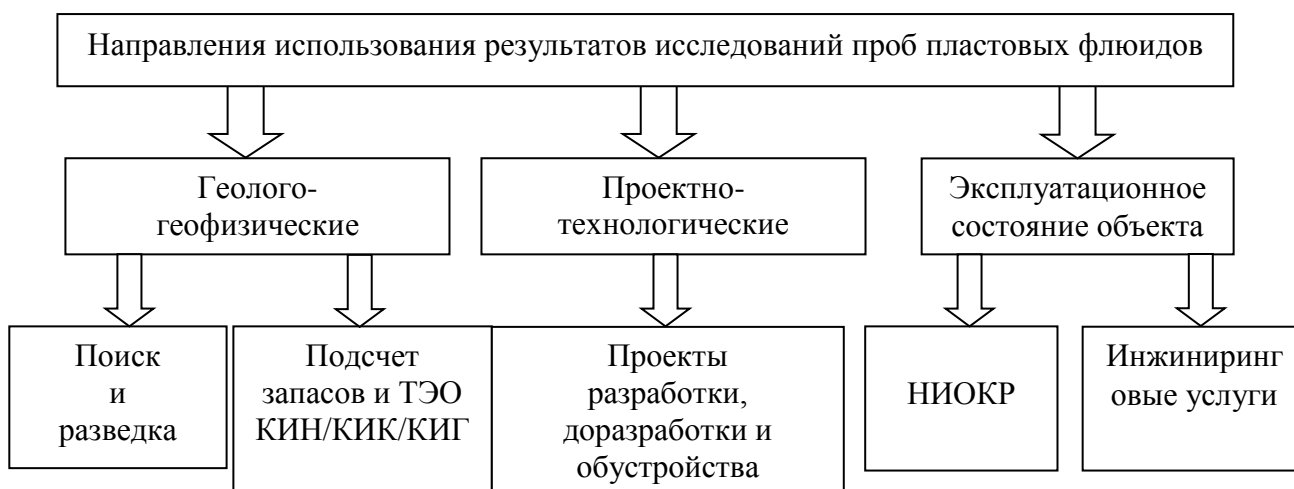 Направления использования результатов исследований проб пластовых флюидов
Геолого-
геофизические
Проектно-
технологические
Эксплуатационное
состояние объекта
Поиск
и
разведка
Подсчет
запасов и ТЭО
КИН/КИК/КИГ
Проекты
разработки,
доразработки и
обустройства
НИОКР
Инжиниринг
овые услуги